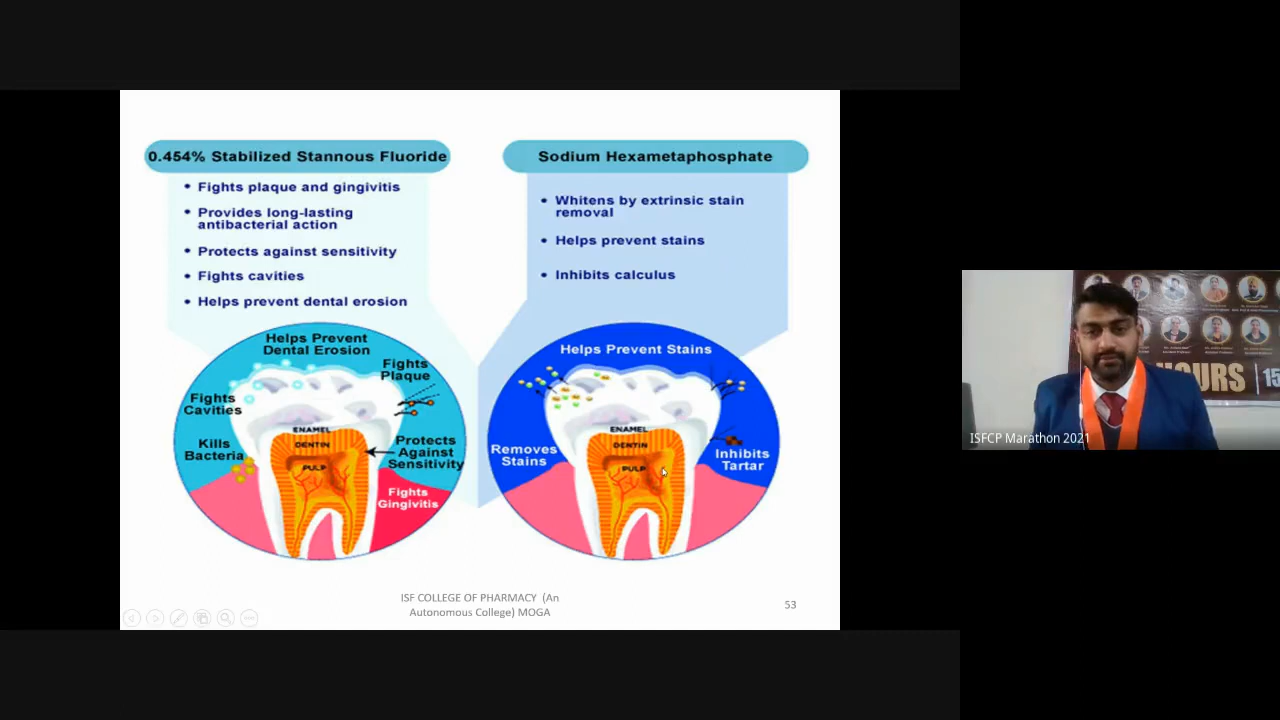 0.454% Stabilized Stannous Fluoride
• Fights plaque and gingivitis
• Provides long-lasting
antibacterial action
• Protects against sensitivity
• Fights cavities
• Helps prevent dental erosion
Helps Prevent
Dental Erosion
Fights
Plaque
Fights
Cavities
Kills
Bacteria
ENAMEL
DENTIN
PULP
Protects
Against
Sensitivity
Fights
Gingivitis
Sodium Hexametaphosphate
• Whitens by extrinsic stain
removal
• Helps prevent stains
• Inhibits calculus
Helps Prevent Stains
Removes
Stains
ENAMEL
DENTIN
PULP
Inhibits
Tartar
ISF COLLEGE OF PHARMACY (An
Autonomous College) MOGA
53
HOURS
15
ISFCP Marathon 2021